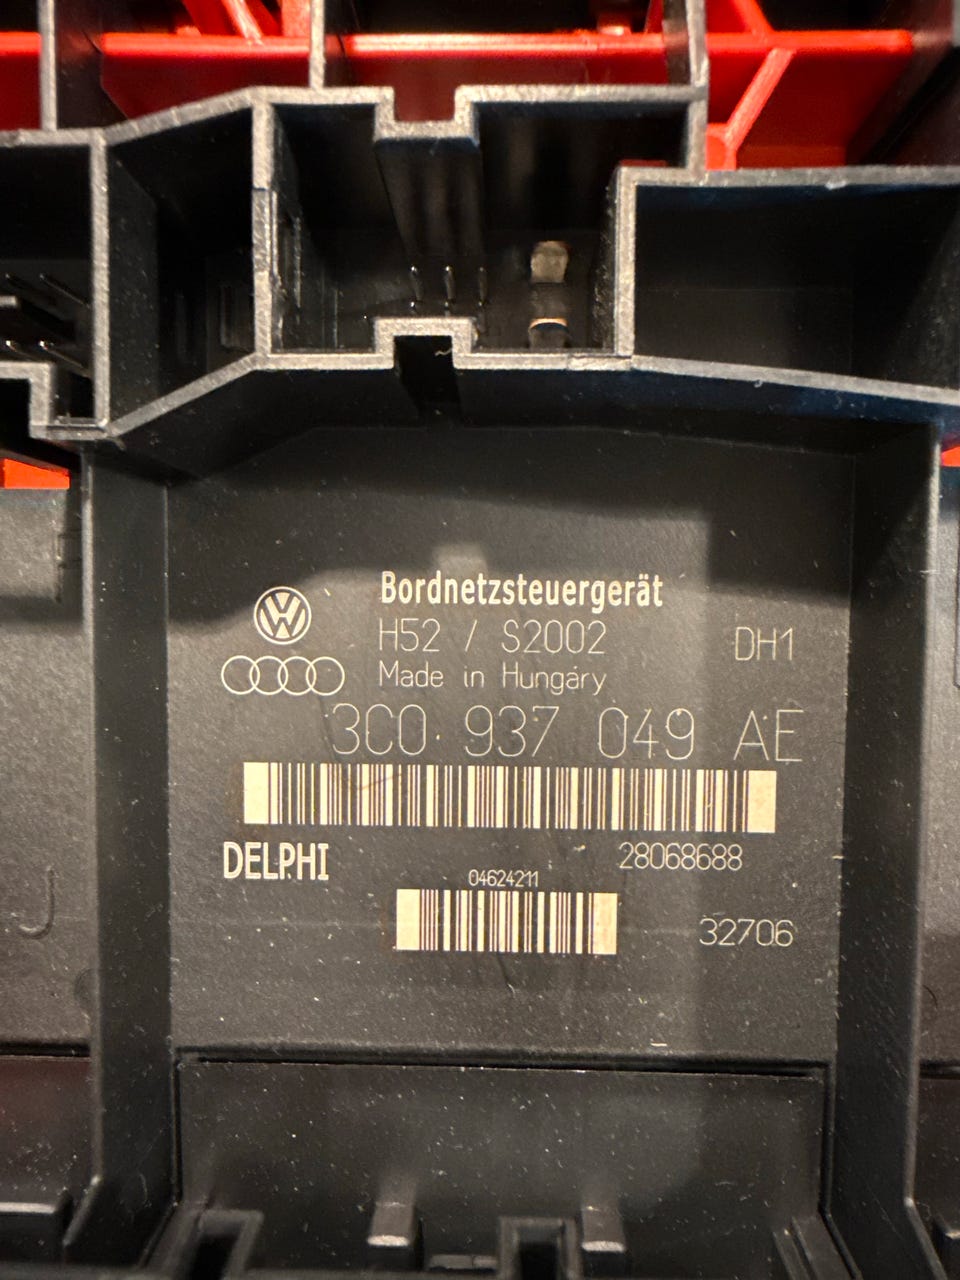 Bordnetzsteuergerät
H52 / S2002 DH1
Made in Hungary
3C0 937 049 AE
DELPHI 28068688
04624211
32706